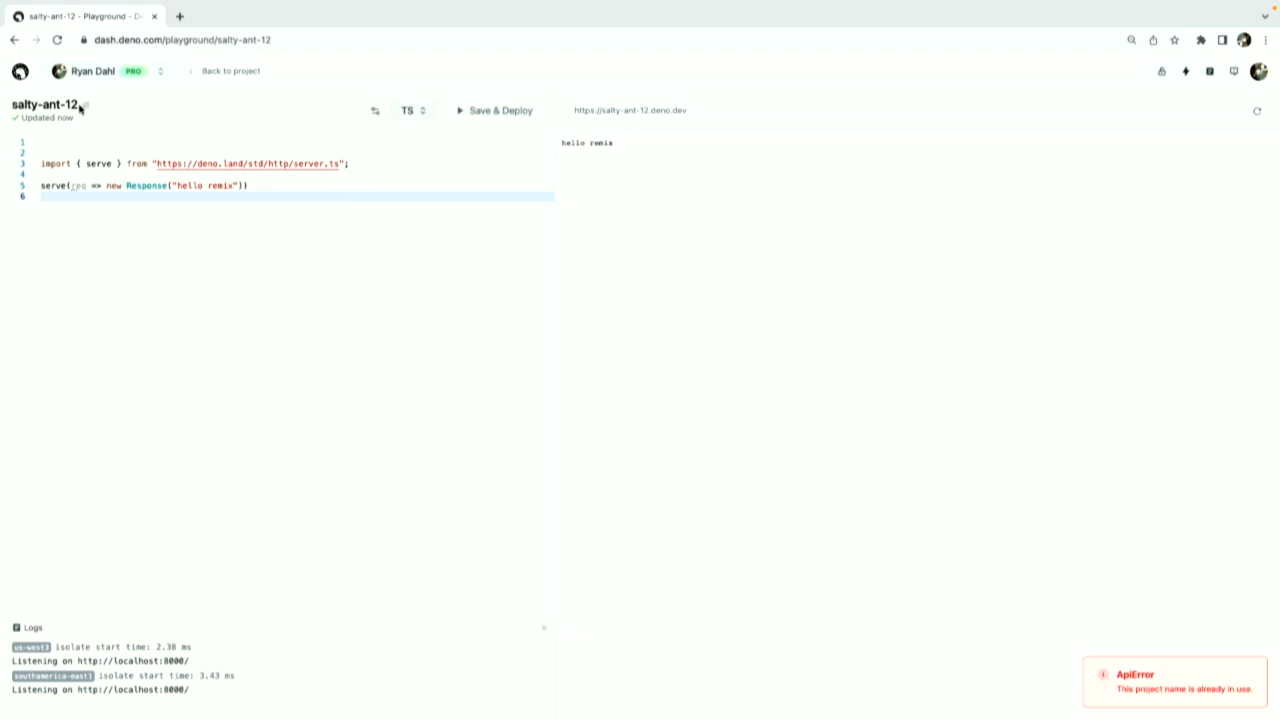 salty-ant-12 - Playground - De
dash.deno.com/playground/salty-ant-12
Ryan Dahl PRO Back to project
salty-ant-12
Updated now
TS Save & Deploy
https://salty-ant-12.deno.dev
1
2
3 import { serve } from "https://deno.land/std/http/server.ts";
4
5 serve(req => new Response("hello remix"))
6
hello remix
Logs
us-west3 isolate start time: 2.38 ms
Listening on http://localhost:8000/
southamerica-east1 isolate start time: 3.43 ms
Listening on http://localhost:8000/
ApiError
This project name is already in use.